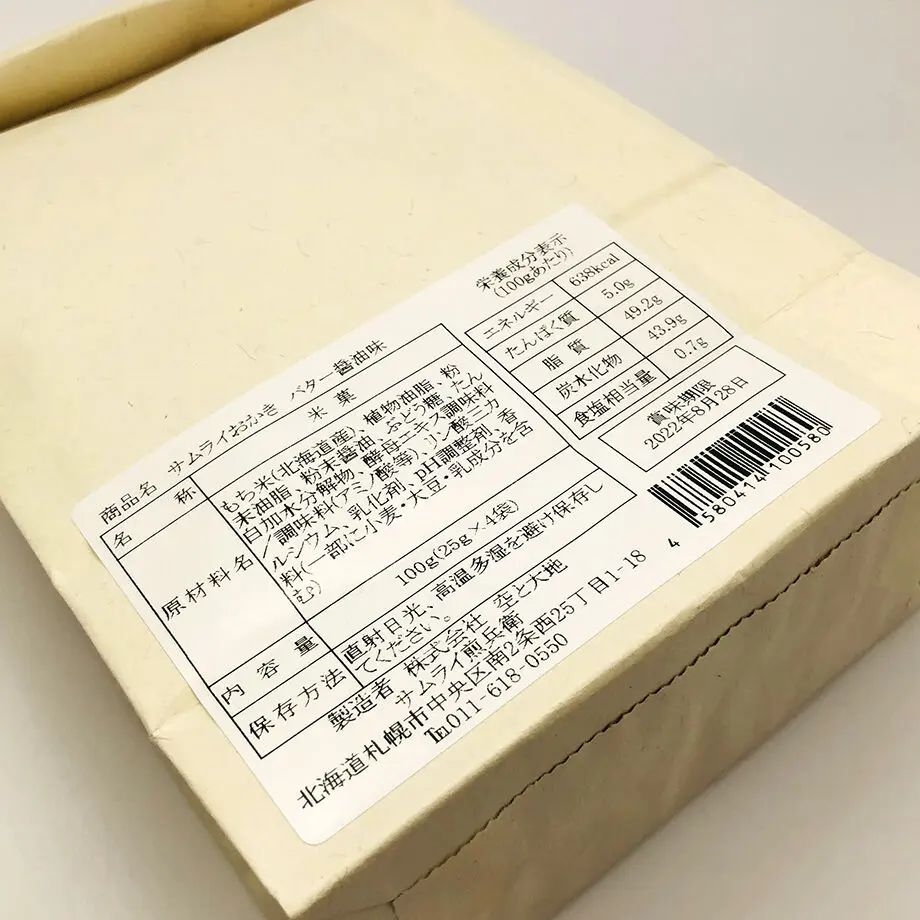 商品名 サムライおかき バター醤油味
名称 米菓
原材料名 もち米(北海道産)、植物油脂、粉
末油脂、粉末醤油、ぶどう糖、たん
白加水分解物、酵母エキス調味料
/調味料(アミノ酸等)、リン酸三カ
ルシウム、乳化剤、pH調整剤、香
料(一部に小麦・大豆・乳成分を含
む)
内容量 100g(25g×4袋)
保存方法 直射日光、高温多湿を避け保存し
てください。
製造者 株式会社 空と大地
サムライ煎兵衛
北海道札幌市中央区南2条西25丁目1-18
℡011-618-0550
栄養成分表示
(100gあたり)
エネルギー 638kcal
たんぱく質 5.0g
脂質 49.2g
炭水化物 43.9g
食塩相当量 0.7g
賞味期限
2022年8月28日
4 580414 100580